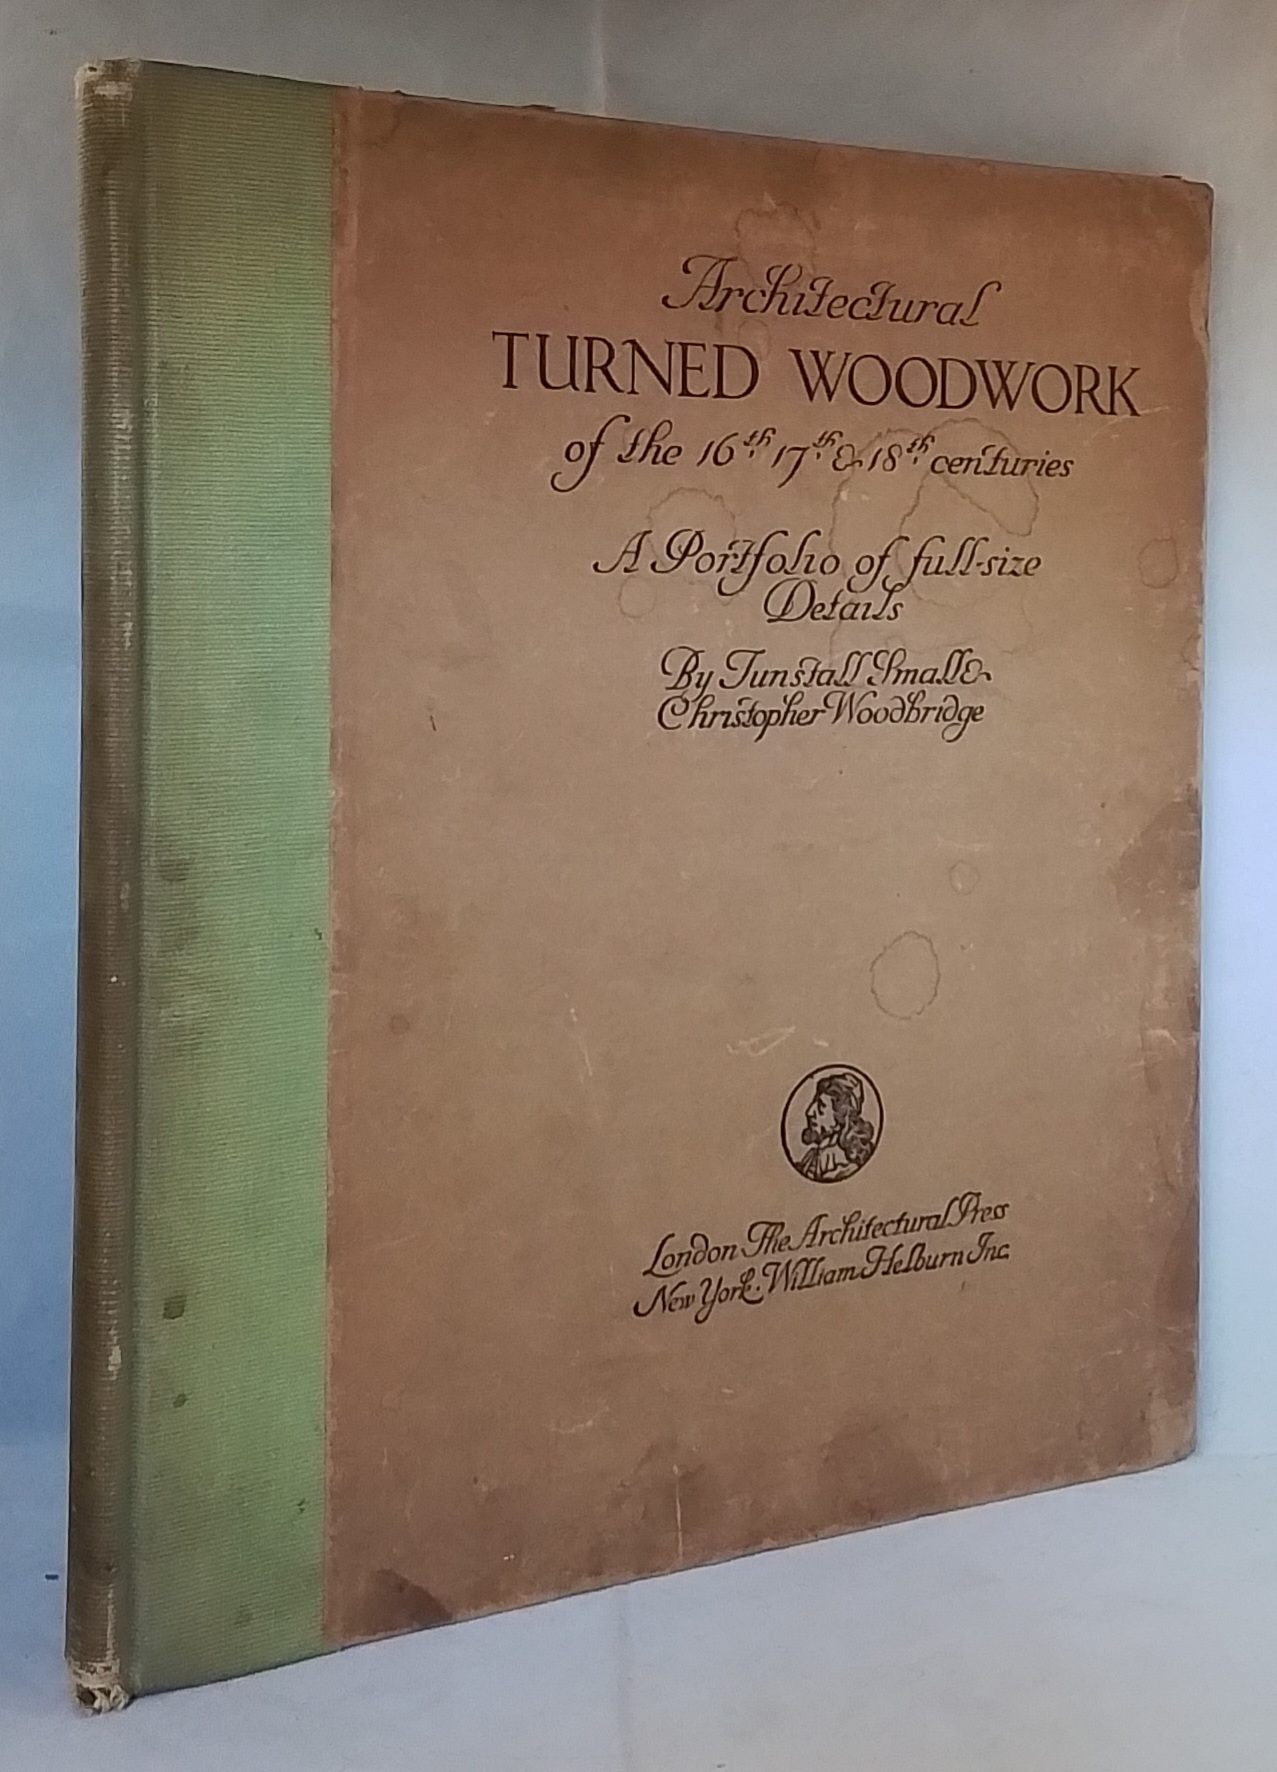 Architectural
TURNED WOODWORK
of the 16th 17th & 18th centuries
A Portfolio of full-size
Details
By Tunstall Small &
Christopher Woodbridge
London The Architectural Press
New York. William Helburn Inc.